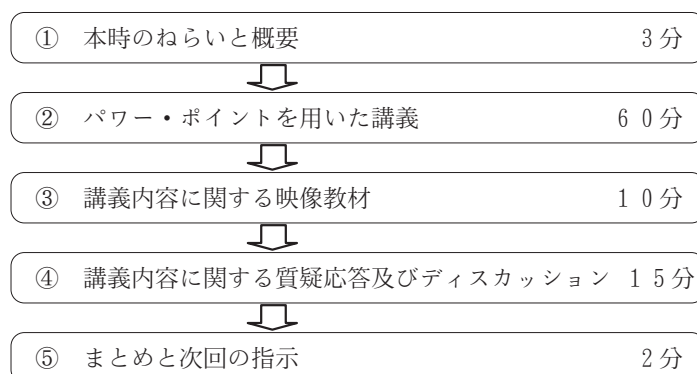 ① 本時のねらいと概要 3分
② パワー・ポイントを用いた講義 60分
③ 講義内容に関する映像教材 10分
④ 講義内容に関する質疑応答及びディスカッション 15分
⑤ まとめと次回の指示 2分